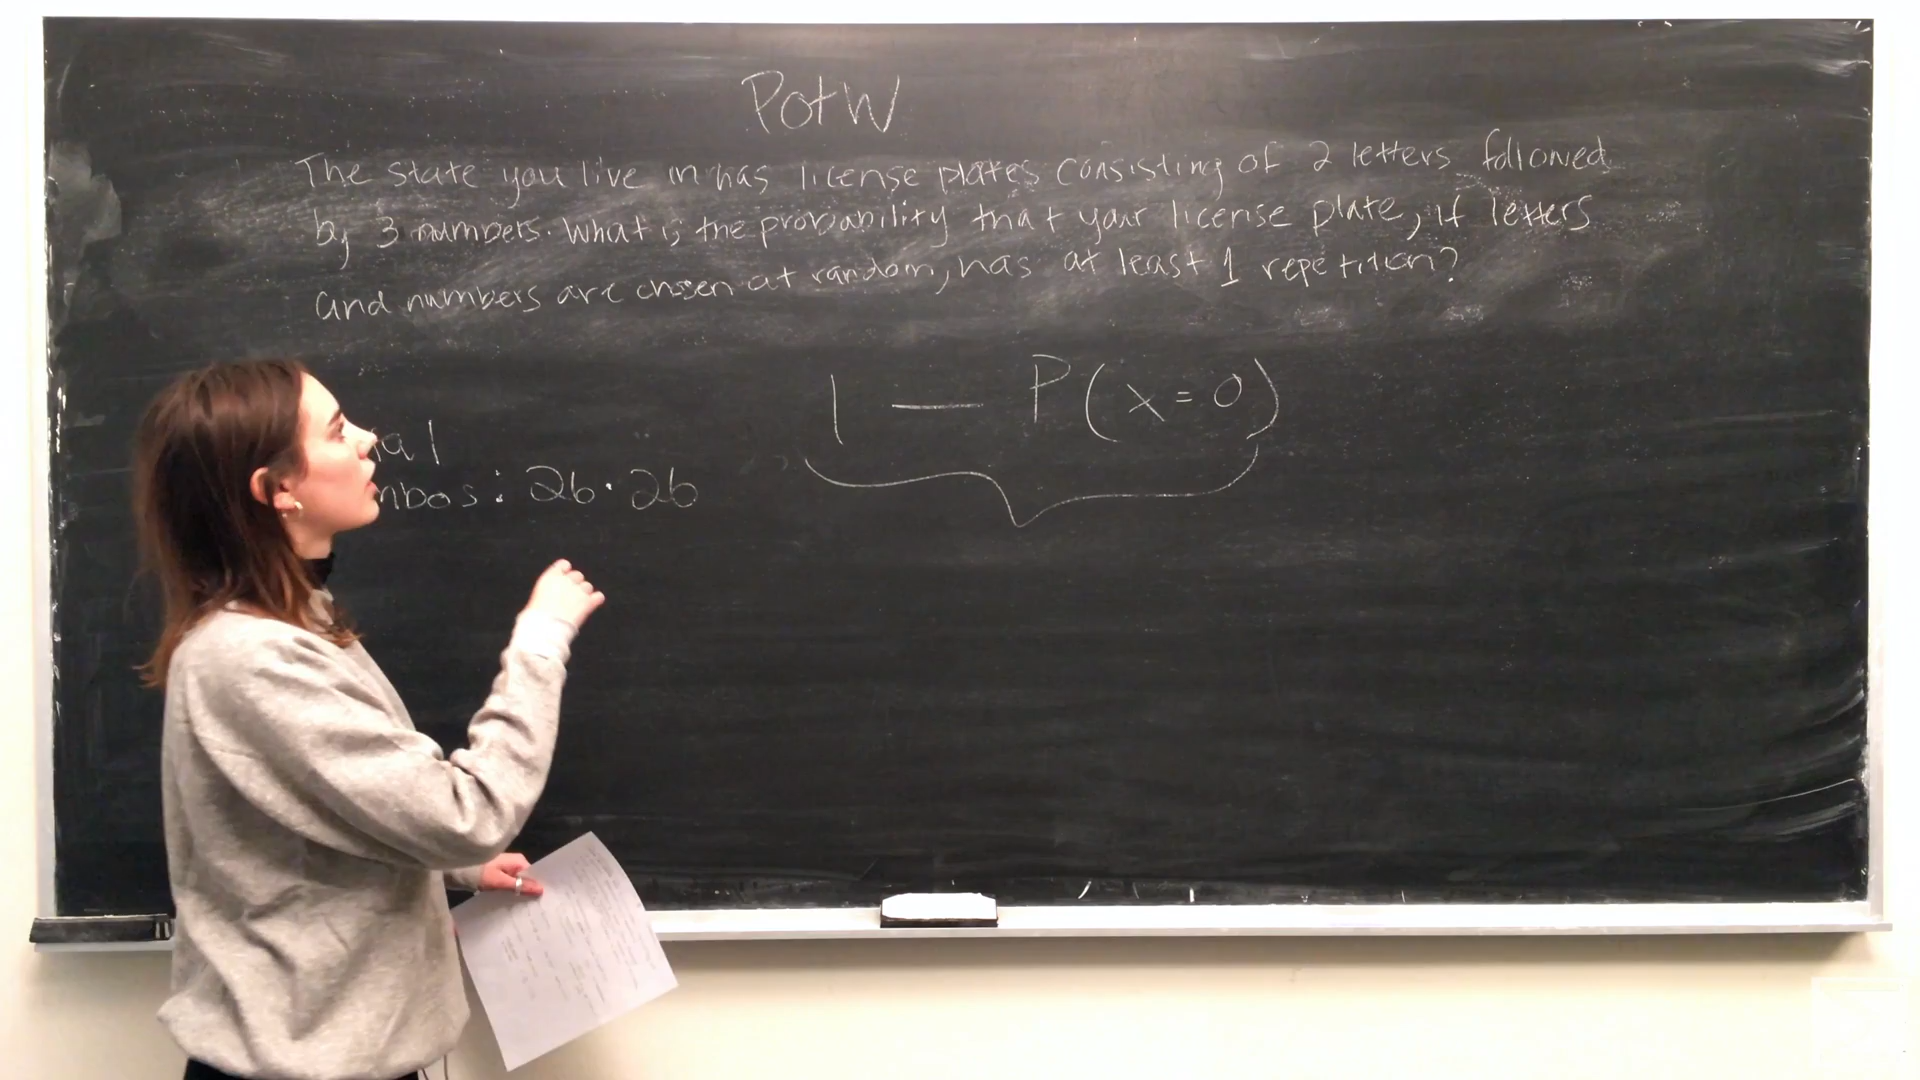 PotW
The state you live in has license plates consisting of 2 letters followed
by 3 numbers. What is the probability that your license plate, if letters
and numbers are chosen at random, has at least 1 repetition?
1 — P(x=0)
nal
mbos: 26·26